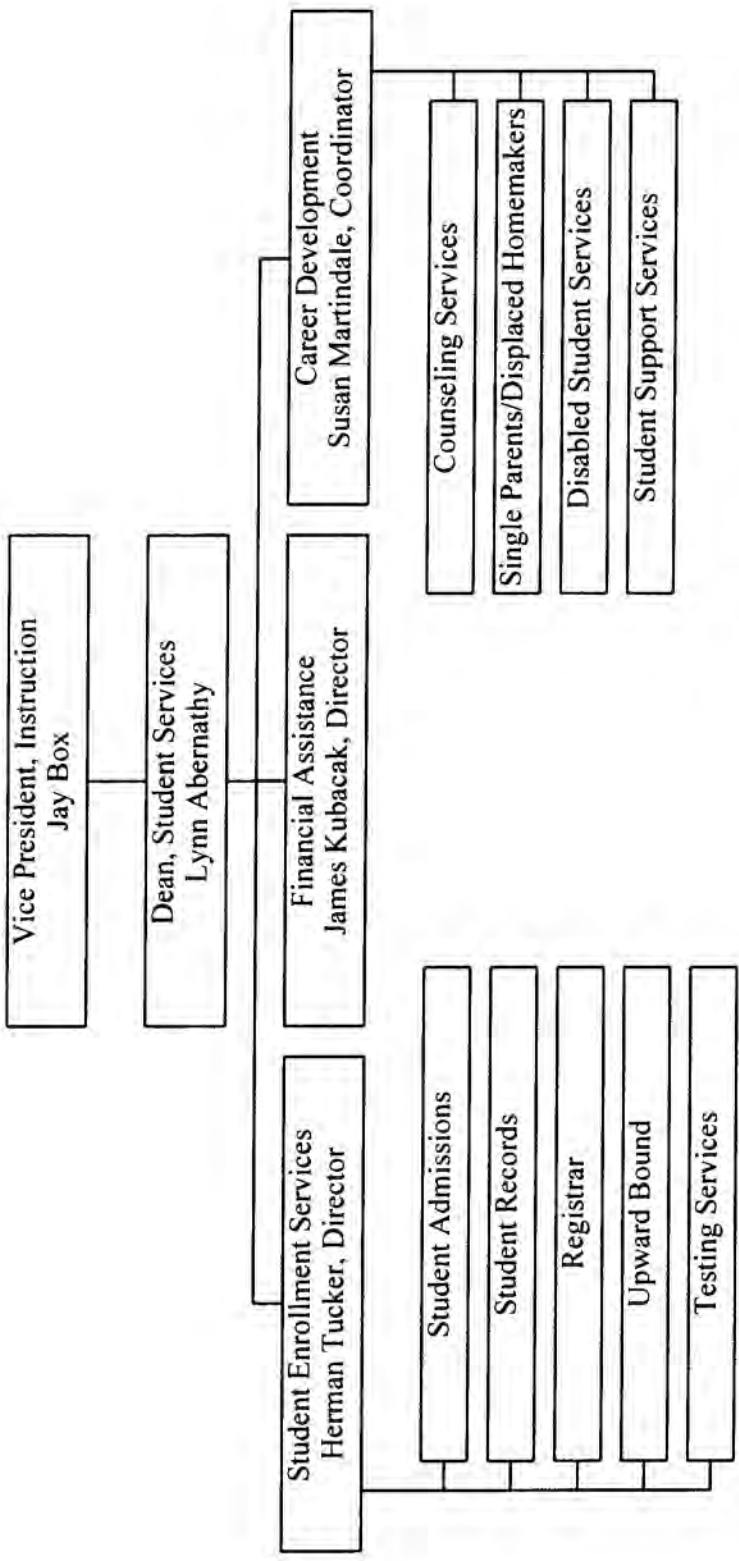 Vice President, Instruction
Jay Box
Dean, Student Services
Lynn Abernathy
Student Enrollment Services
Herman Tucker, Director
Financial Assistance
James Kubacak, Director
Career Development
Susan Martindale, Coordinator
Student Admissions
Student Records
Registrar
Upward Bound
Testing Services
Counseling Services
Single Parents/Displaced Homemakers
Disabled Student Services
Student Support Services